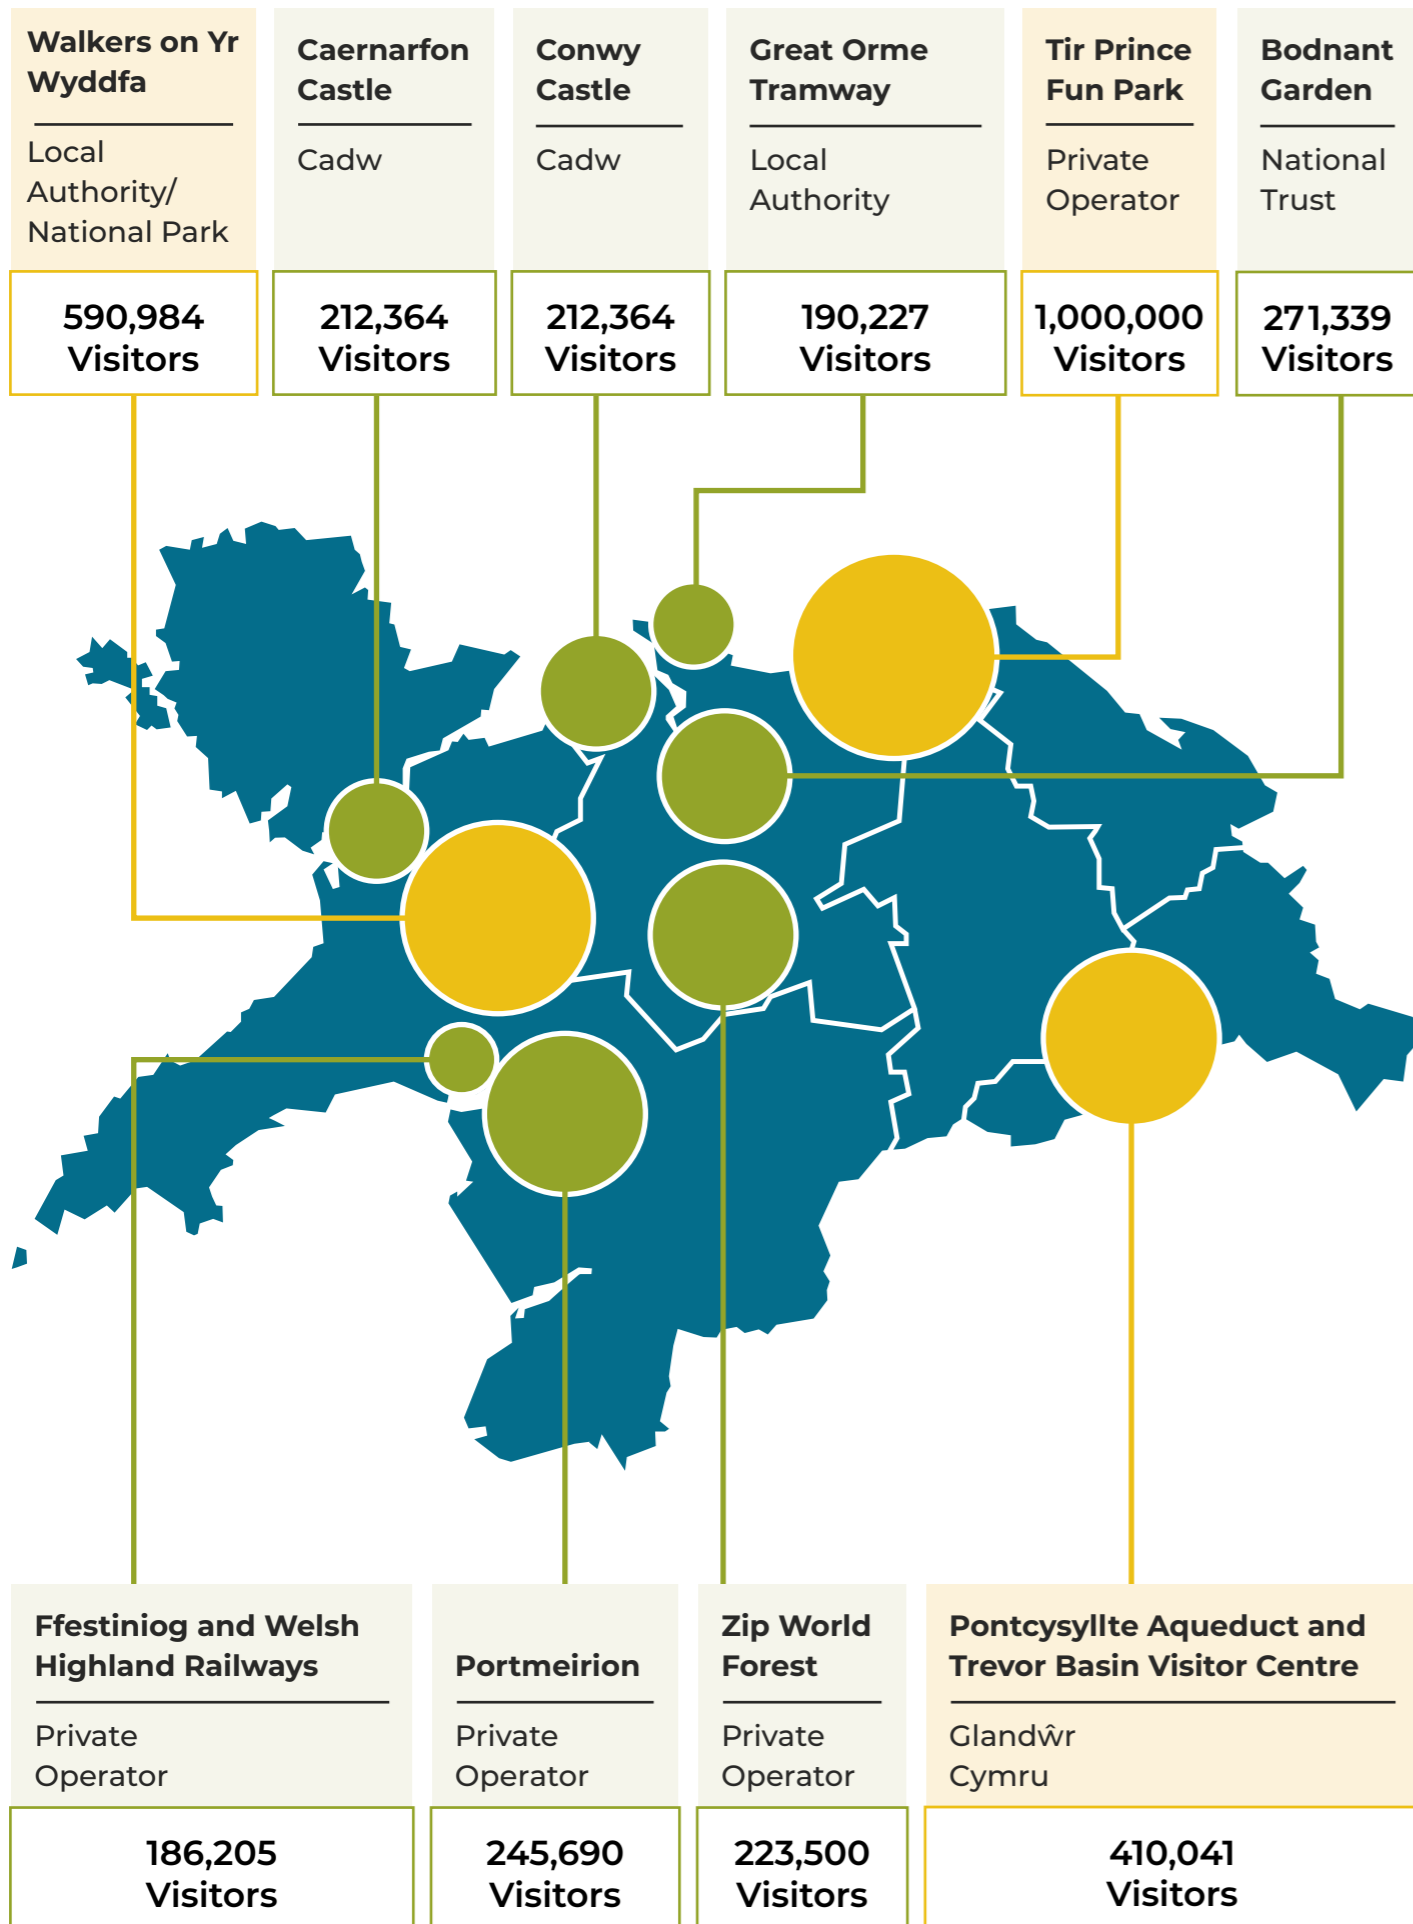 Walkers on Yr
Wyddfa
Local
Authority/
National Park
590,984
Visitors
Caernarfon
Castle
Cadw
212,364
Visitors
Conwy
Castle
Cadw
212,364
Visitors
Great Orme
Tramway
Local
Authority
190,227
Visitors
Tir Prince
Fun Park
Private
Operator
1,000,000
Visitors
Bodnant
Garden
National
Trust
271,339
Visitors
Ffestiniog and Welsh
Highland Railways
Private
Operator
186,205
Visitors
Portmeirion
Private
Operator
245,690
Visitors
Zip World
Forest
Private
Operator
223,500
Visitors
Pontcysyllte Aqueduct and
Trevor Basin Visitor Centre
Glandŵr
Cymru
410,041
Visitors